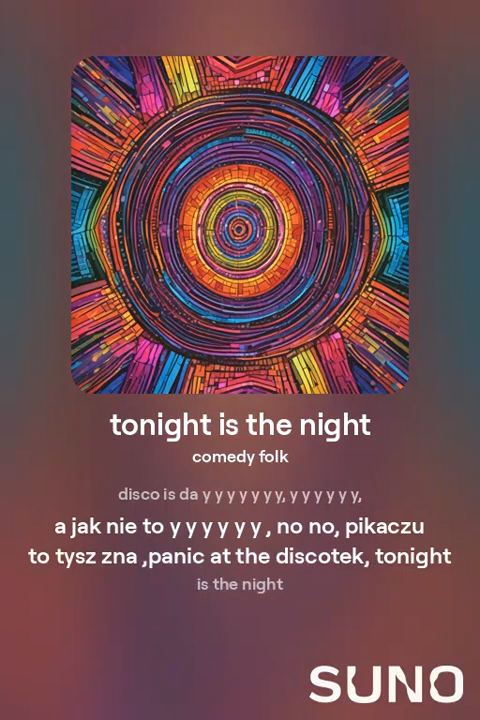 tonight is the night
comedy folk
disco is da y y y y y y y, y y y y y y,
a jak nie to y y y y y y , no no, pikaczu
to tysz zna ,panic at the discotek, tonight
is the night
SUNO